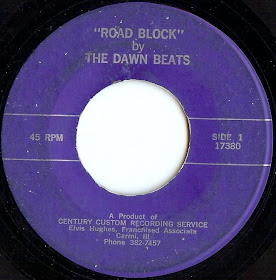 "ROAD BLOCK"
by
THE DAWN BEATS
45 RPM
SIDE 1
17380
A Product of
CENTURY CUSTOM RECORDING SERVICE
Elvis Hughes, Franchised Associate
Carmi, Ill
Phone 382-7457